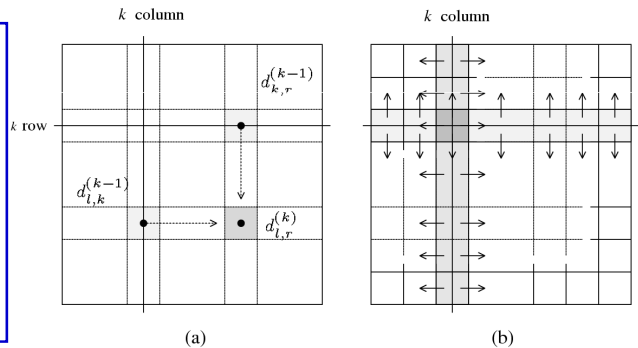 k column
k column
d_{k,r}^{(k-1)}
k row
d_{l,k}^{(k-1)}
d_{l,r}^{(k)}
(a)
(b)